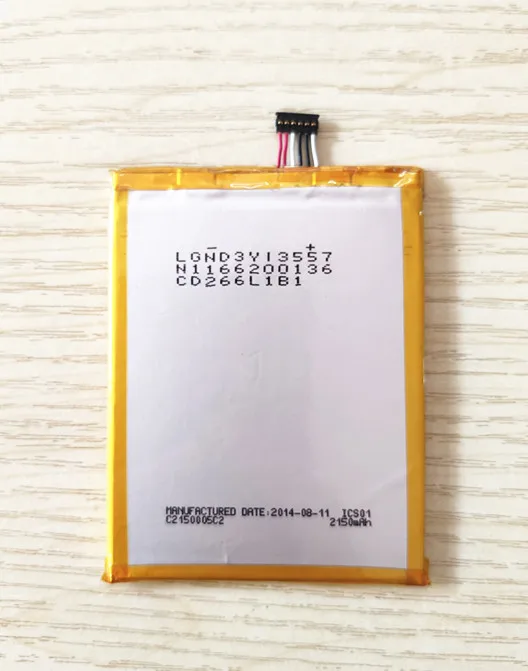 − +
LGND3YI3557
N1166200136
CD266L1B1
MANUFACTURED DATE:2014-08-11 ICS01
C2150005C2 2150mAh